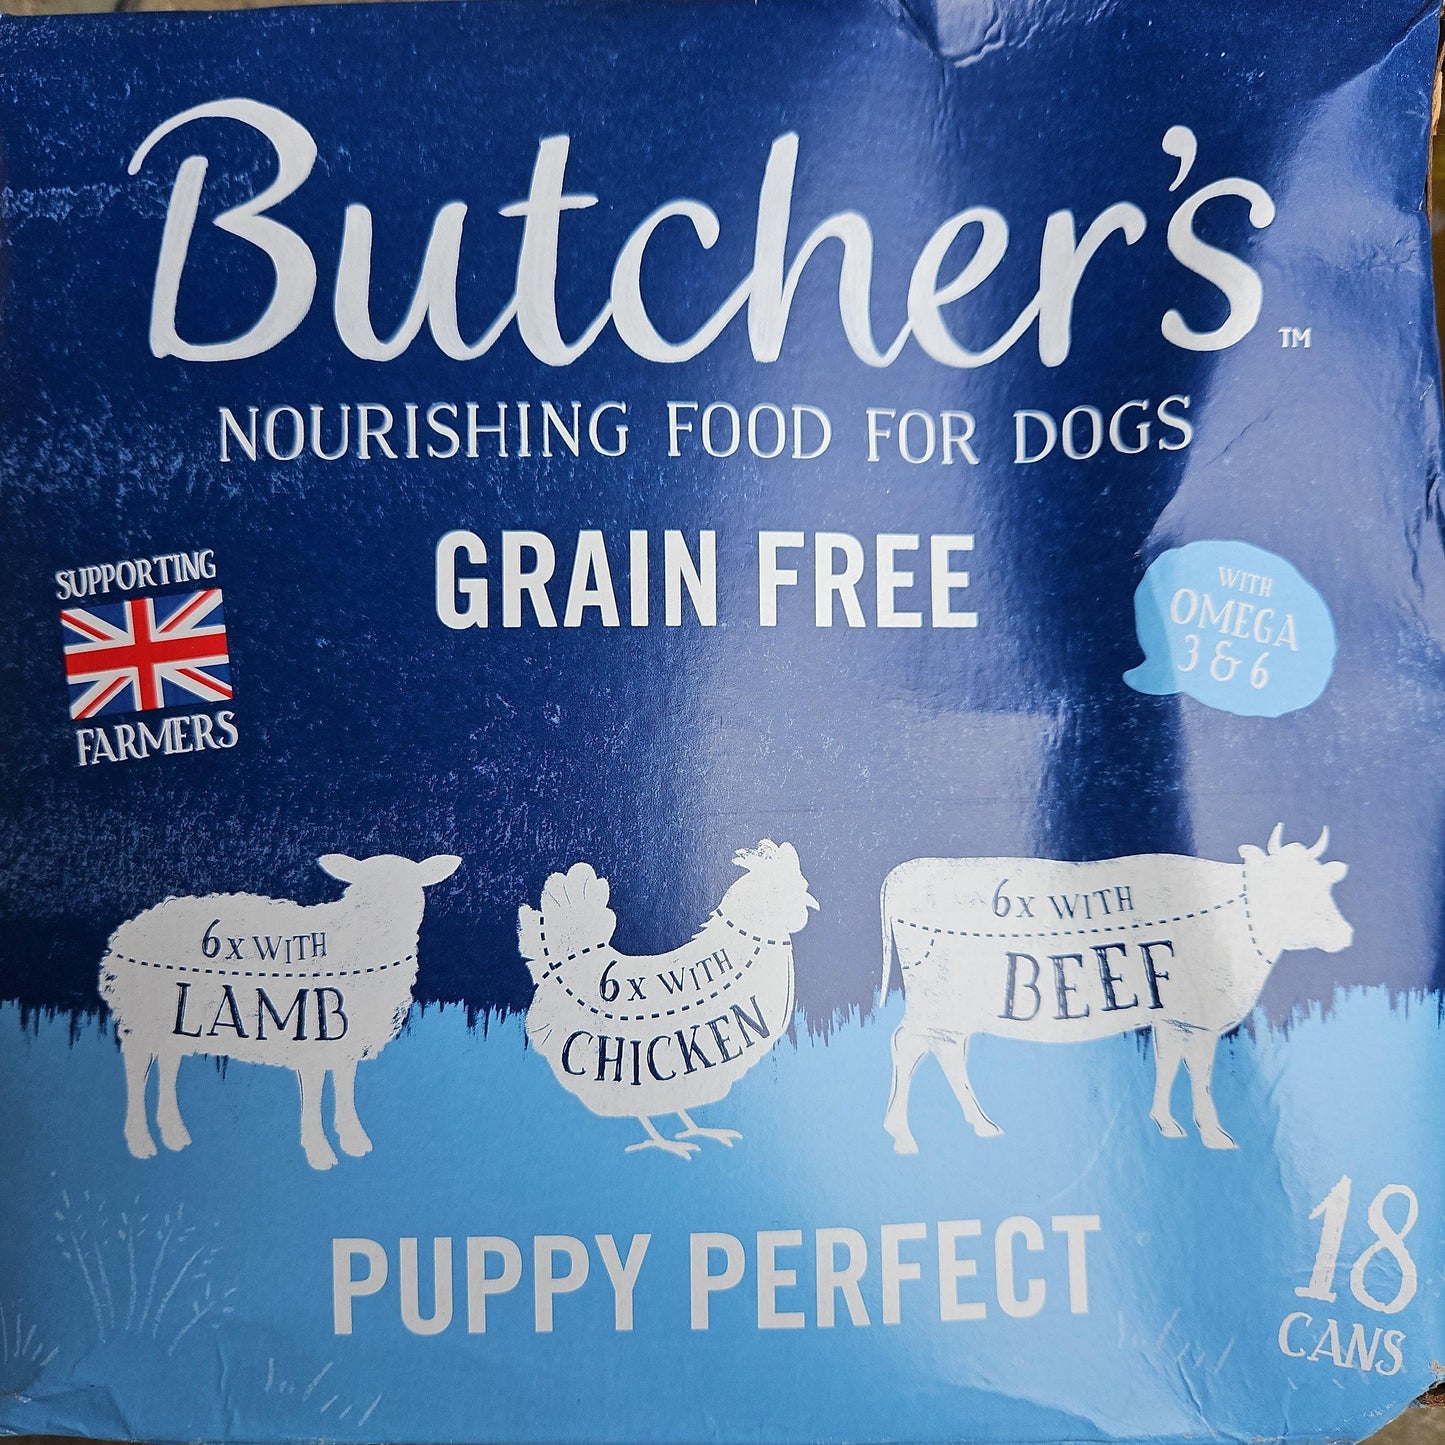 Butcher's™
NOURISHING FOOD FOR DOGS
GRAIN FREE
SUPPORTING
FARMERS
WITH
OMEGA
3 & 6
6x WITH
LAMB
6x WITH
CHICKEN
6x WITH
BEEF
PUPPY PERFECT
18
CANS